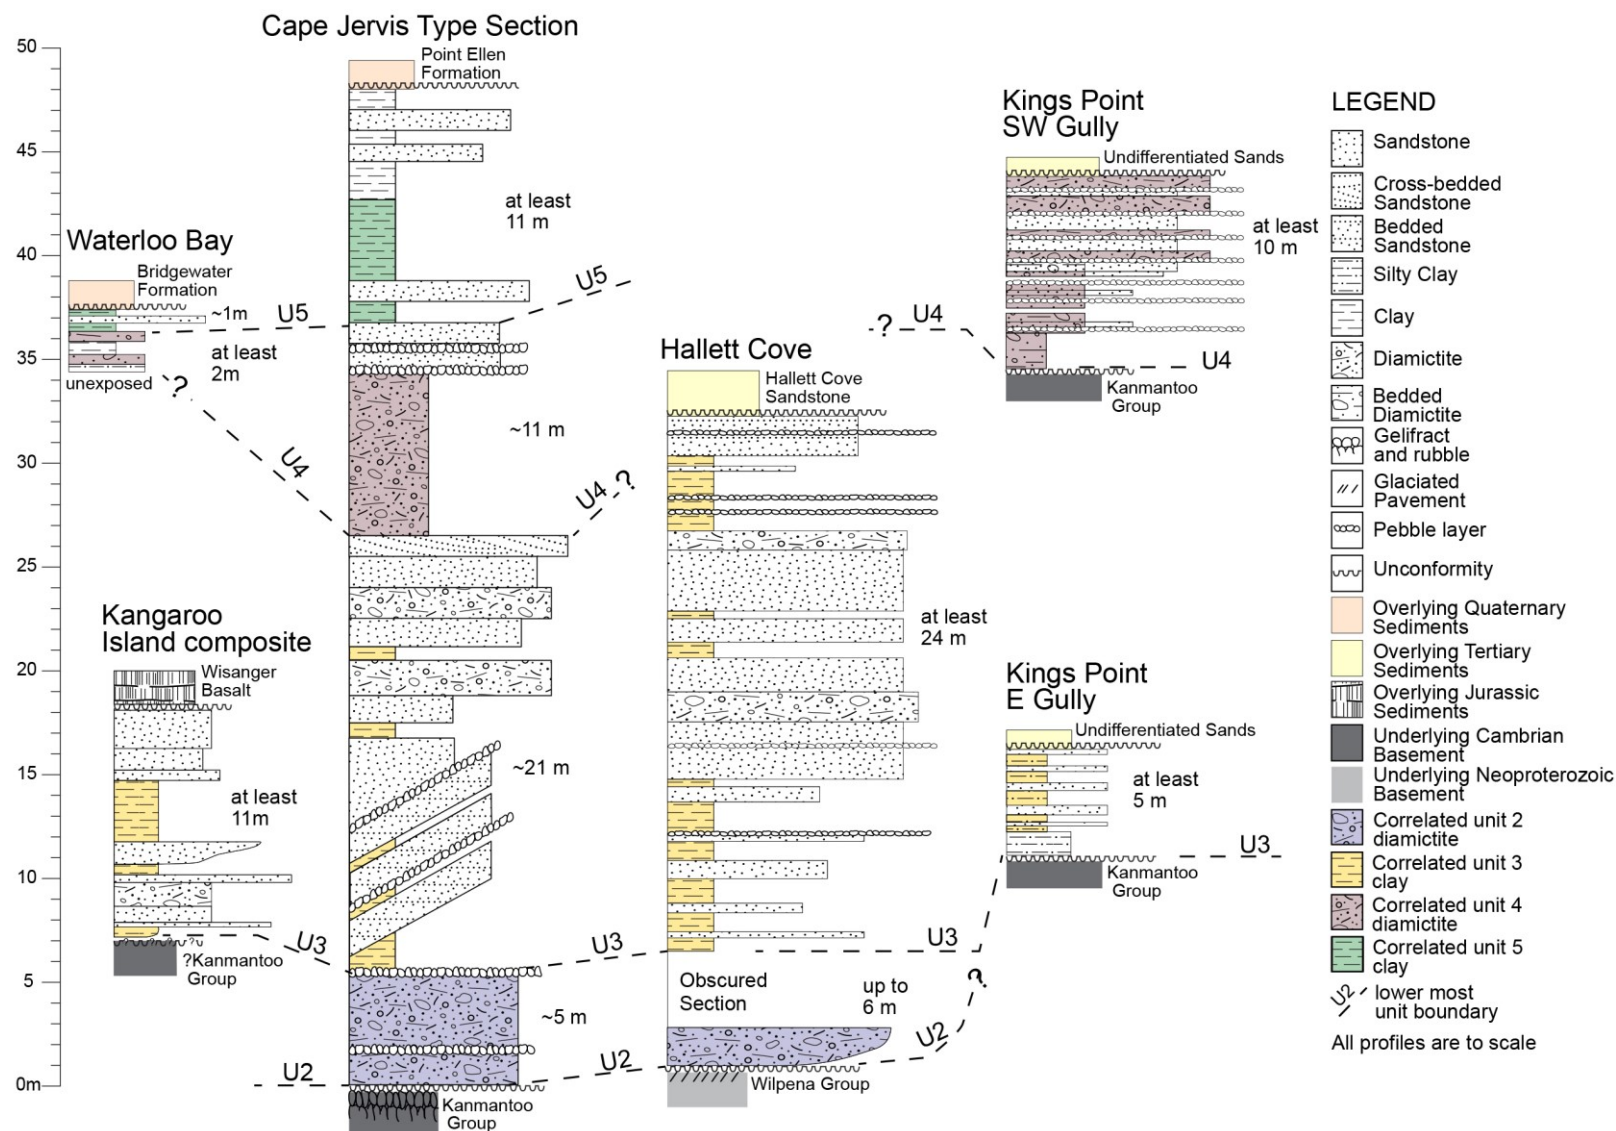 Cape Jervis Type Section
50
45
40
35
30
25
20
15
10
5
0m
Point Ellen
Formation
at least
11 m
U5
~11 m
U4 ?
~21 m
U3
~5 m
U2
Kanmantoo
Group
Waterloo Bay
Bridgewater
Formation
~1m
U5
at least
2m
unexposed
?
U4
Kangaroo
Island composite
Wisanger
Basalt
at least
11m
U3
?Kanmantoo
Group
? ?
U2
Hallett Cove
Hallett Cove
Sandstone
at least
24 m
U3
Obscured
Section
up to
6 m
?
U2
Wilpena Group
Kings Point
SW Gully
Undifferentiated Sands
at least
10 m
? U4
U4
Kanmantoo
Group
Kings Point
E Gully
Undifferentiated Sands
at least
5 m
U3
Kanmantoo
Group
LEGEND
Sandstone
Cross-bedded
Sandstone
Bedded
Sandstone
Silty Clay
Clay
Diamictite
Bedded
Diamictite
Gelifract
and rubble
Glaciated
Pavement
Pebble layer
Unconformity
Overlying Quaternary
Sediments
Overlying Tertiary
Sediments
Overlying Jurassic
Sediments
Underlying Cambrian
Basement
Underlying Neoproterozoic
Basement
Correlated unit 2
diamictite
Correlated unit 3
clay
Correlated unit 4
diamictite
Correlated unit 5
clay
U2
lower most
unit boundary
All profiles are to scale